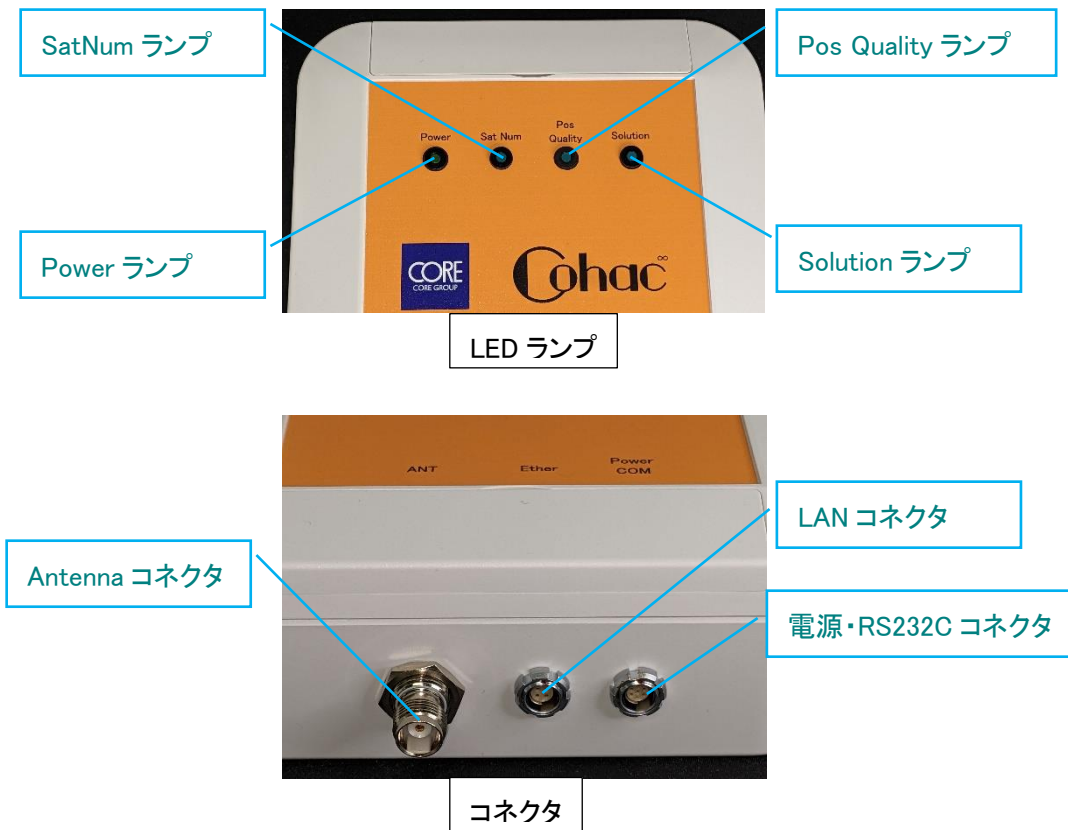 SatNum ランプ
Pos Quality ランプ
Power
Sat Num
Pos
Quality
Solution
Power ランプ
Solution ランプ
CORE
CORE GROUP
Cohac∞
LED ランプ
ANT
Ether
Power
COM
LAN コネクタ
Antenna コネクタ
電源・RS232C コネクタ
コネクタ